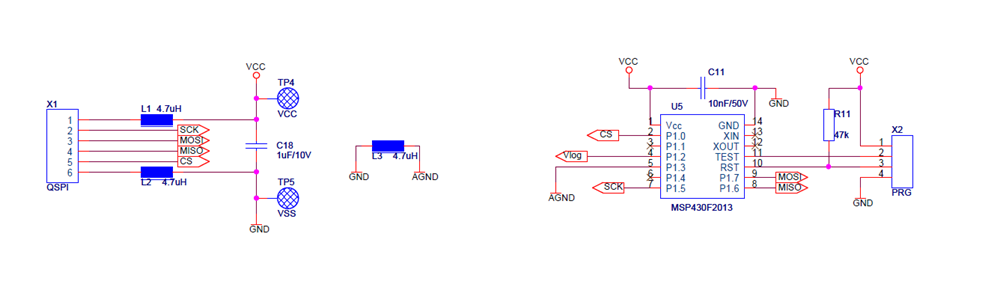 VCC
TP4
VCC
X1
L1 4.7uH
1
2
3
4
5
6
SCK
MOSI
MISO
CS
L2 4.7uH
QSPI
C18
1uF/10V
TP5
VSS
GND
L3 4.7uH
GND
AGND
VCC
C11
10nF/50V
GND
VCC
U5
R11
47k
X2
1
2
3
4
PRG
GND
CS
Vlog
AGND
SCK
1
2
3
4
5
6
7
Vcc
P1.0
P1.1
P1.2
P1.3
P1.4
P1.5
GND
XIN
XOUT
TEST
RST
P1.7
P1.6
14
13
12
11
10
9
8
MOSI
MISO
MSP430F2013